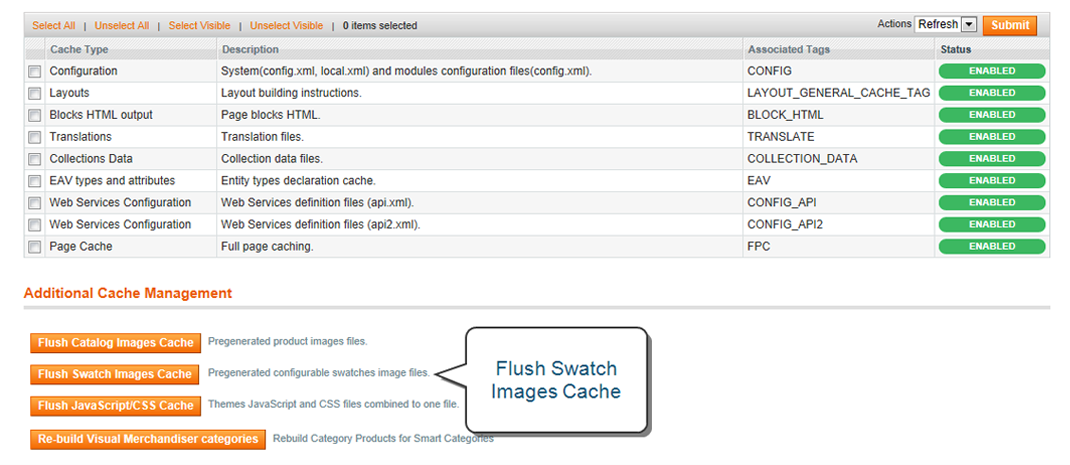 Select All | Unselect All | Select Visible | Unselect Visible | 0 items selected Actions Refresh Submit
Cache Type Description Associated Tags Status
Configuration System(config.xml, local.xml) and modules configuration files(config.xml). CONFIG ENABLED
Layouts Layout building instructions. LAYOUT_GENERAL_CACHE_TAG ENABLED
Blocks HTML output Page blocks HTML. BLOCK_HTML ENABLED
Translations Translation files. TRANSLATE ENABLED
Collections Data Collection data files. COLLECTION_DATA ENABLED
EAV types and attributes Entity types declaration cache. EAV ENABLED
Web Services Configuration Web Services definition files (api.xml). CONFIG_API ENABLED
Web Services Configuration Web Services definition files (api2.xml). CONFIG_API2 ENABLED
Page Cache Full page caching. FPC ENABLED
Additional Cache Management
Flush Catalog Images Cache Pregenerated product images files.
Flush Swatch Images Cache Pregenerated configurable swatches image files.
Flush Swatch
Images Cache
Flush JavaScript/CSS Cache Themes JavaScript and CSS files combined to one file.
Re-build Visual Merchandiser categories Rebuild Category Products for Smart Categories